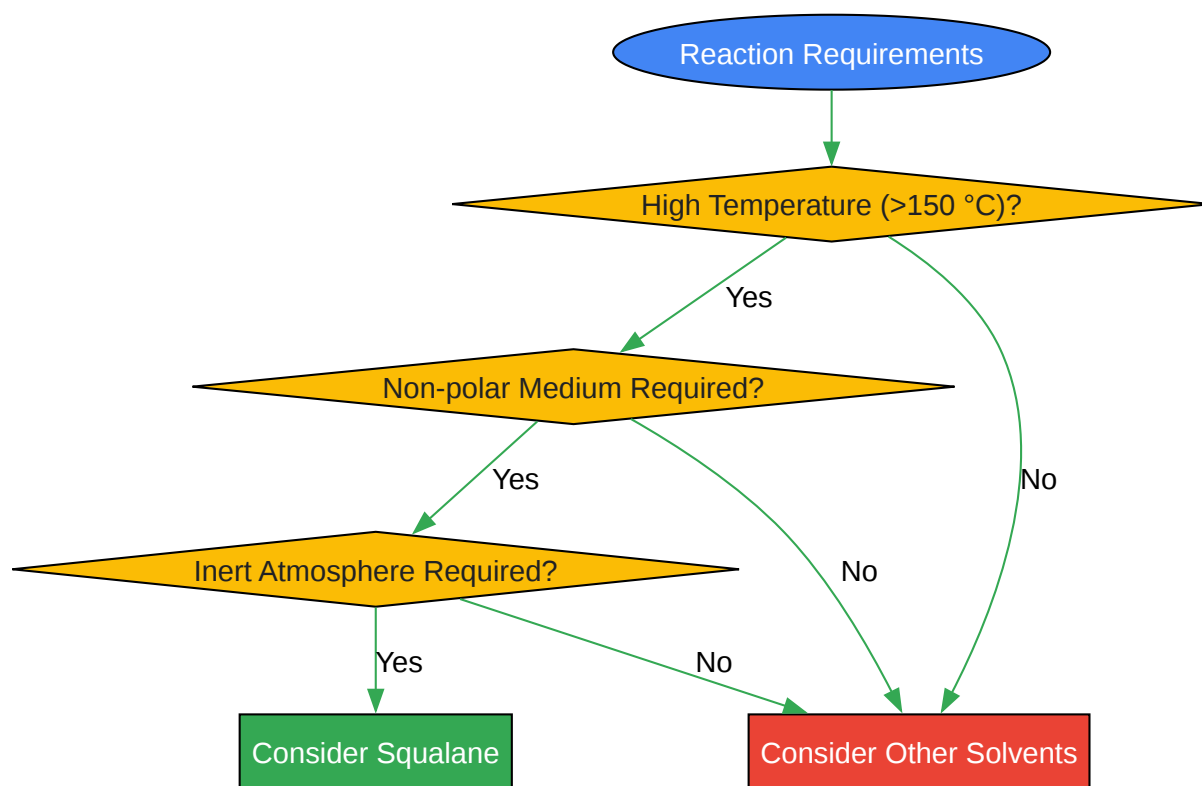 Reaction Requirements
High Temperature (>150 °C)?
Yes
Non-polar Medium Required?
Yes
No
Inert Atmosphere Required?
No
Yes
No
Consider Squalane
Consider Other Solvents